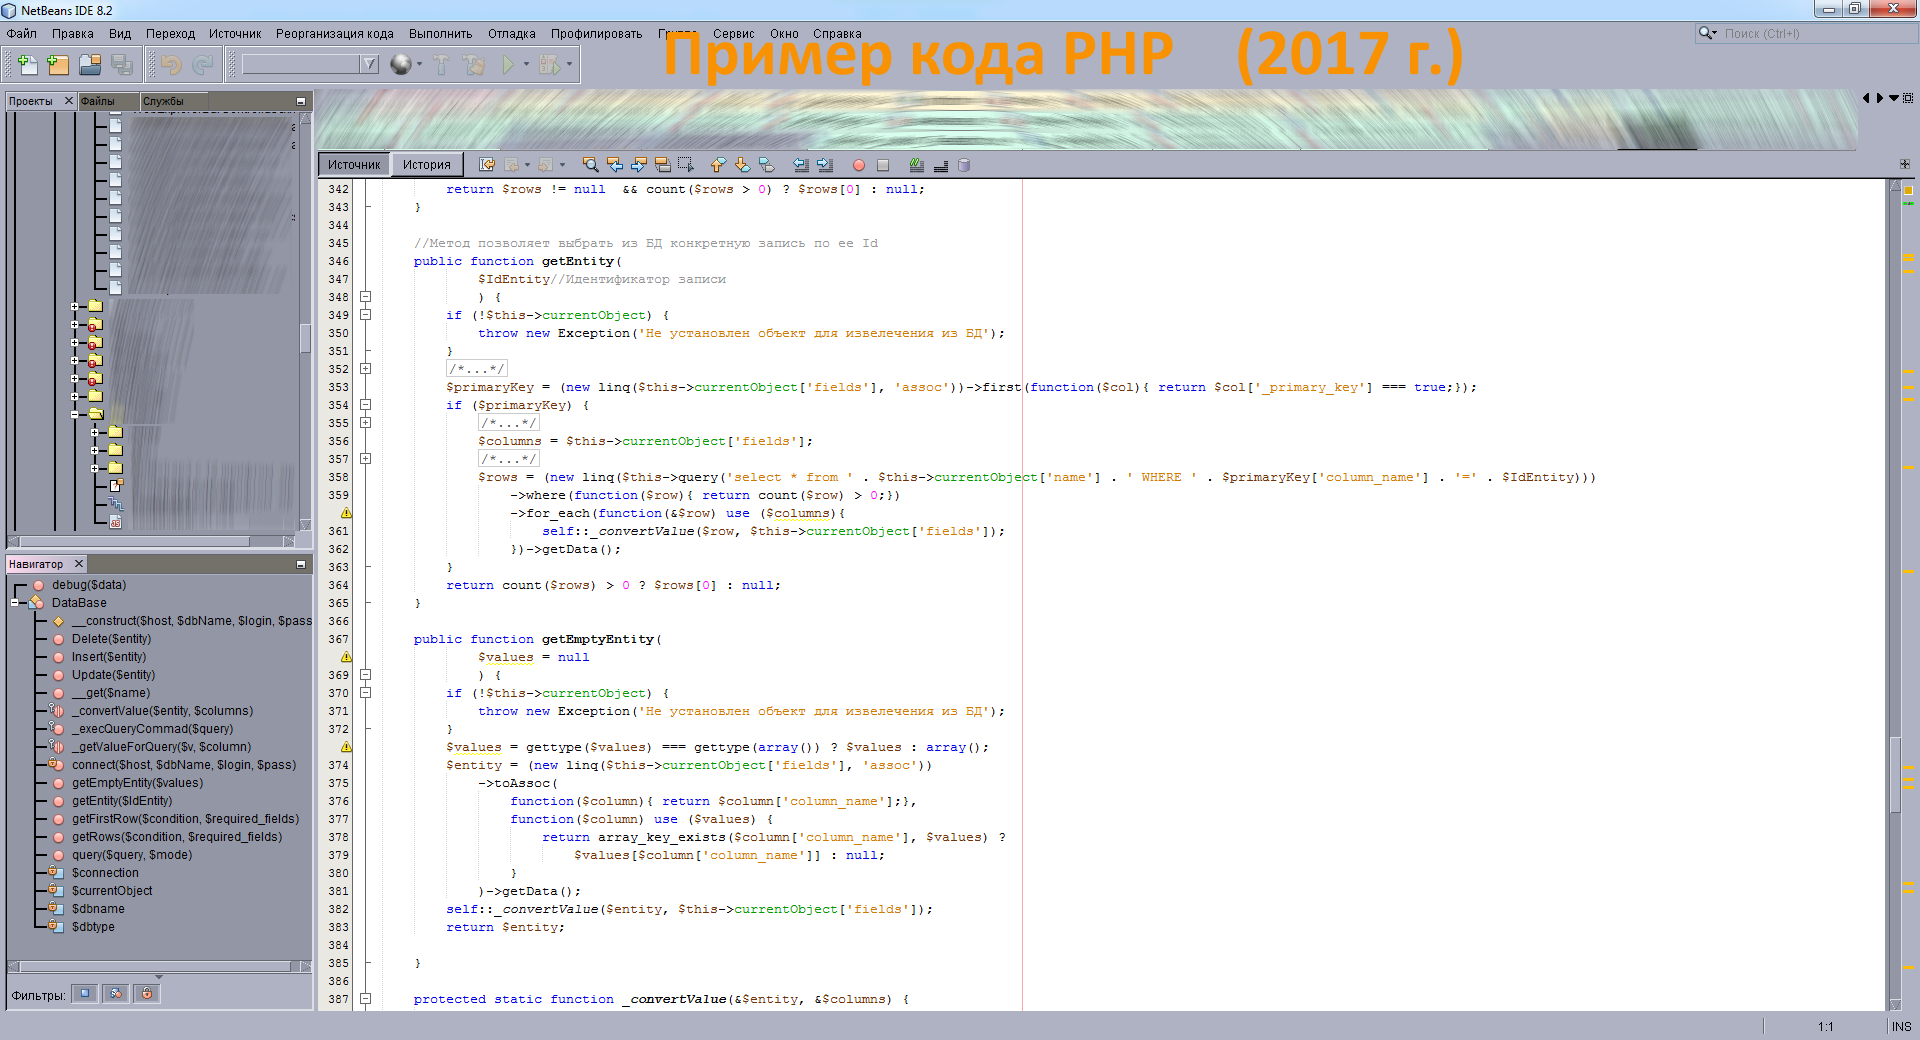 NetBeans IDE 8.2
Файл Правка Вид Переход Источник Реорганизация кода Выполнить Отладка Профилировать Сервис Окно Справка
Поиск (Ctrl+I)
Пример кода PHP (2017 г.)
Проекты Файлы Службы
Источник История
342 return $rows != null && count($rows > 0) ? $rows[0] : null;
343 }
344
345 //Метод позволяет выбрать из БД конкретную запись по ее Id
346 public function getEntity(
347 $IdEntity//Идентификатор записи
348 ) {
349 if (!$this->currentObject) {
350 throw new Exception('Не установлен объект для извелечения из БД');
351 }
352 /*...*/
353 $primaryKey = (new linq($this->currentObject['fields'], 'assoc'))->first(function($col){ return $col['_primary_key'] === true;});
354 if ($primaryKey) {
355 /*...*/
356 $columns = $this->currentObject['fields'];
357 /*...*/
358 $rows = (new linq($this->query('select * from ' . $this->currentObject['name'] . ' WHERE ' . $primaryKey['column_name'] . '=' . $IdEntity)))
359 ->where(function($row){ return count($row) > 0;})
->for_each(function(&$row) use ($columns){
361 self::_convertValue($row, $this->currentObject['fields']);
362 })->getData();
363 }
364 return count($rows) > 0 ? $rows[0] : null;
365 }
366
367 public function getEmptyEntity(
$values = null
369 ) {
370 if (!$this->currentObject) {
371 throw new Exception('Не установлен объект для извелечения из БД');
372 }
$values = gettype($values) === gettype(array()) ? $values : array();
374 $entity = (new linq($this->currentObject['fields'], 'assoc'))
375 ->toAssoc(
376 function($column){ return $column['column_name'];},
377 function($column) use ($values) {
378 return array_key_exists($column['column_name'], $values) ?
379 $values[$column['column_name']] : null;
380 }
381 )->getData();
382 self::_convertValue($entity, $this->currentObject['fields']);
383 return $entity;
384
385 }
386
387 protected static function _convertValue(&$entity, &$columns) {
Навигатор
debug($data)
DataBase
__construct($host, $dbName, $login, $pass
Delete($entity)
Insert($entity)
Update($entity)
__get($name)
_convertValue($entity, $columns)
_execQueryCommad($query)
_getValueForQuery($v, $column)
connect($host, $dbName, $login, $pass)
getEmptyEntity($values)
getEntity($IdEntity)
getFirstRow($condition, $required_fields)
getRows($condition, $required_fields)
query($query, $mode)
$connection
$currentObject
$dbname
$dbtype
Фильтры:
1:1 INS